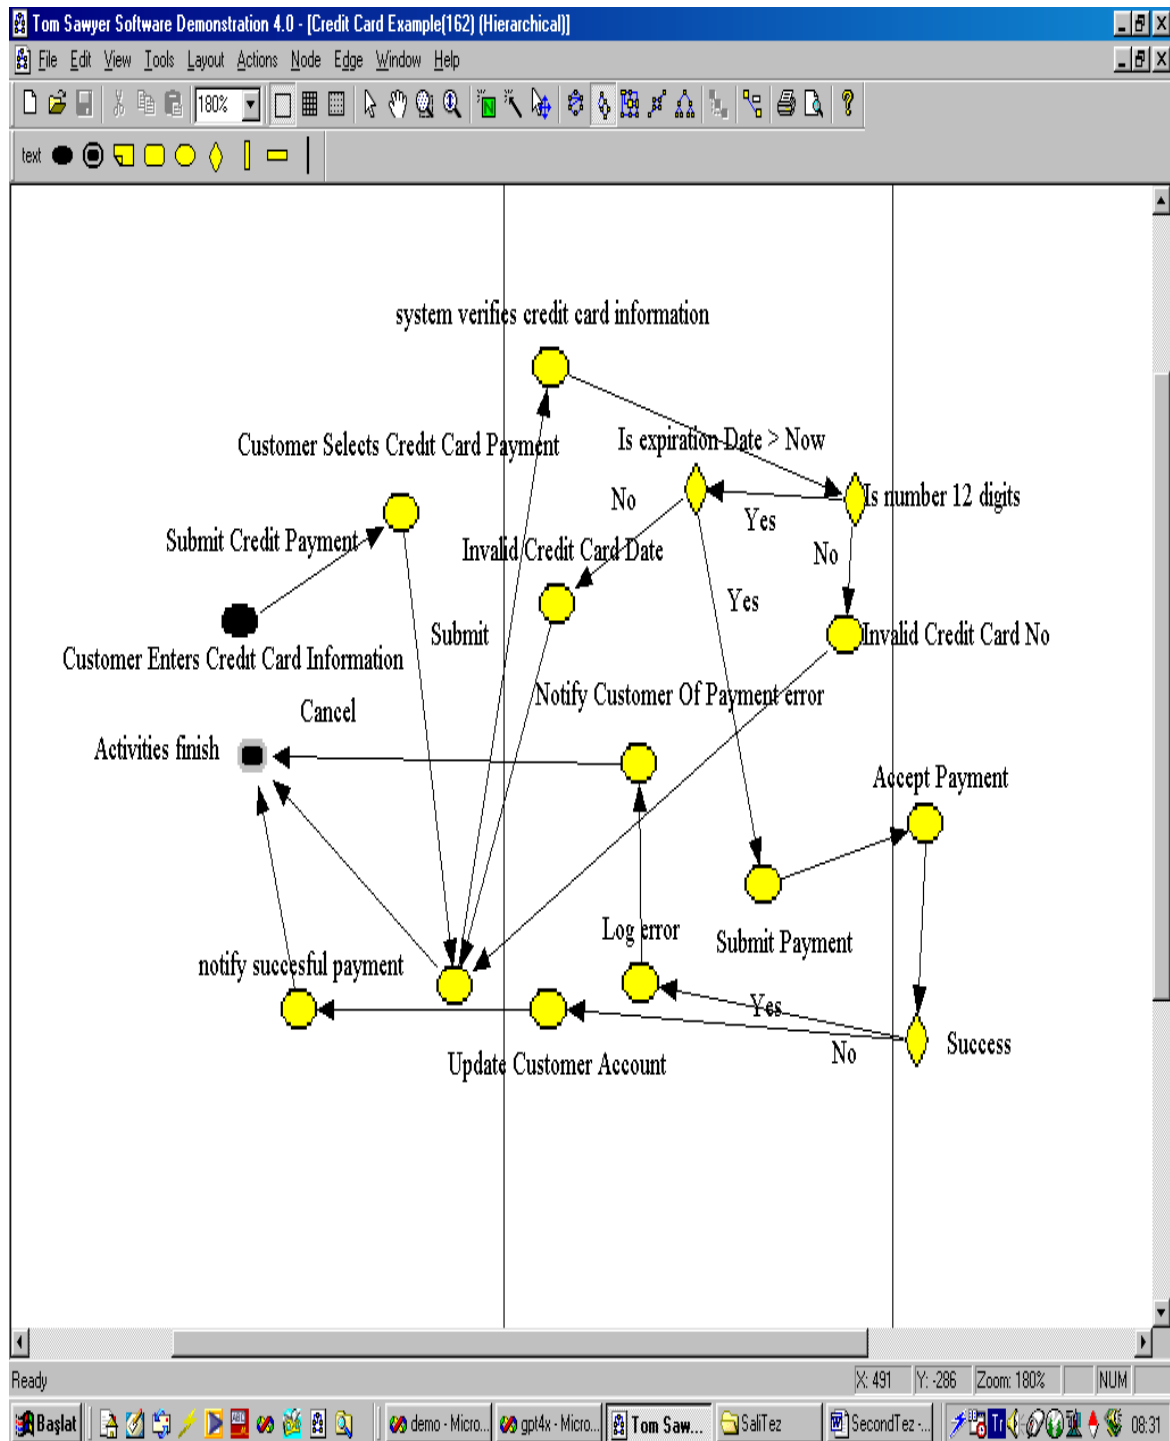 Tom Sawyer Software Demonstration 4.0 - [Credit Card Example(162) (Hierarchical)]
File Edit View Tools Layout Actions Node Edge Window Help
180%
text
system verifies credit card information
Customer Selects Credit Card Payment
Is expiration Date > Now
Is number 12 digits
No
Yes
Submit Credit Payment
Invalid Credit Card Date
No
Yes
Submit
Invalid Credit Card No
Customer Enters Credit Card Information
Notify Customer Of Payment error
Cancel
Activities finish
Accept Payment
Log error
Submit Payment
notify succesful payment
Yes
No
Success
Update Customer Account
Ready
X: 491 Y: -286 Zoom: 180% NUM
Başlat demo - Micro... gpt4x - Micro... Tom Saw... SaliTez SecondTez -... Tr 08:31